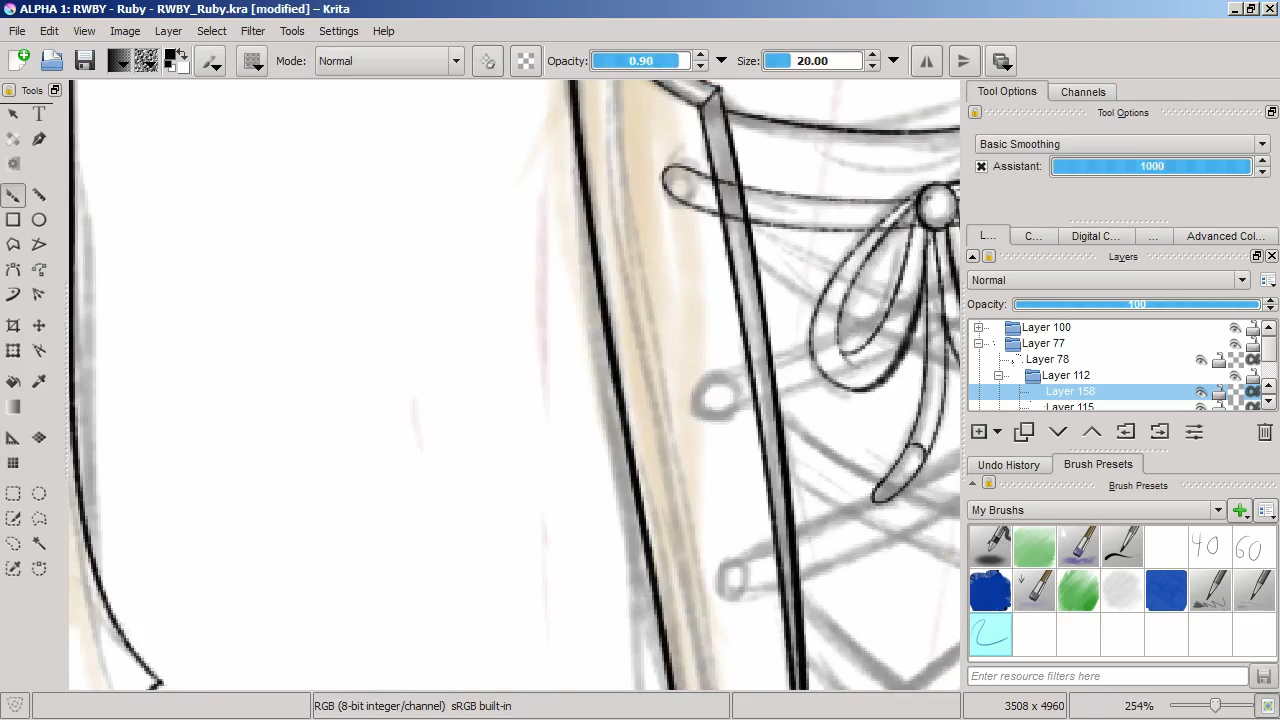 ALPHA 1: RWBY - Ruby - RWBY_Ruby.kra [modified] – Krita
File Edit View Image Layer Select Filter Tools Settings Help
Mode: Normal Opacity: 0.90 Size: 20.00
Tools
Tool Options Channels
Tool Options
Basic Smoothing
Assistant: 1000
L... C... Digital C... ... Advanced Col...
Layers
Normal
Opacity: 100
Layer 100
Layer 77
Layer 78
Layer 112
Layer 158
Layer 115
Undo History Brush Presets
Brush Presets
My Brushes
40 60
Enter resource filters here
RGB (8-bit integer/channel) sRGB built-in 3508 x 4960 254%